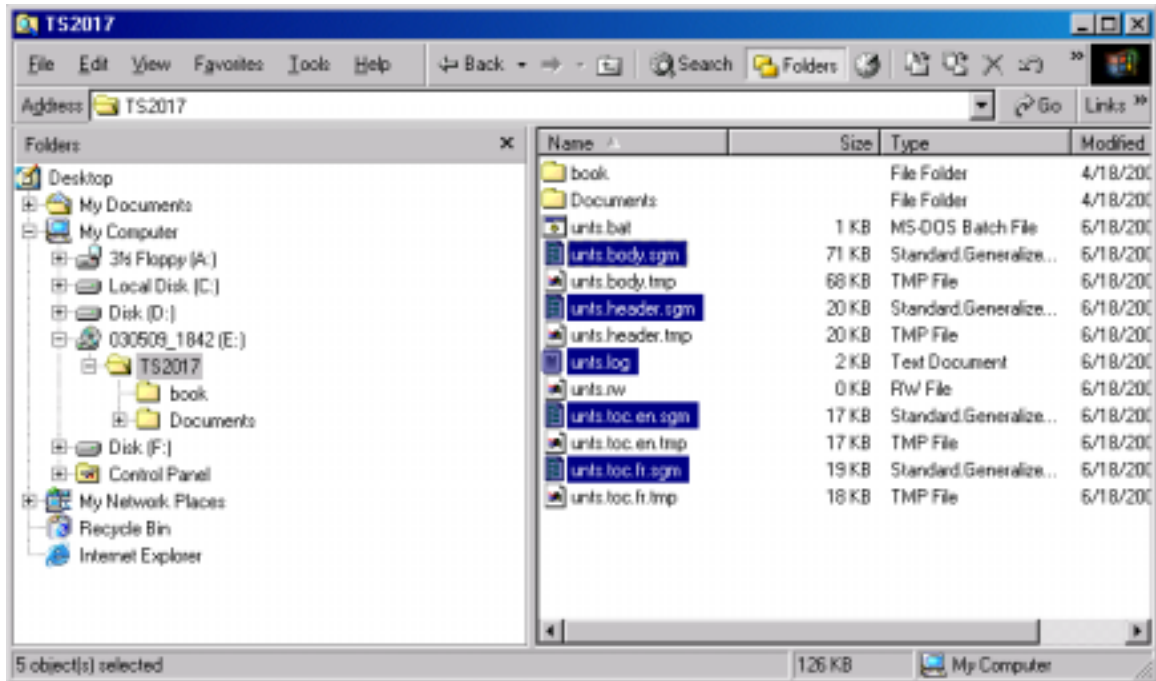 TS2017
File Edit View Favorites Tools Help Back Search Folders »
Address TS2017 Go Links »
Folders x
Desktop
My Documents
My Computer
3½ Floppy (A:)
Local Disk (C:)
Disk (D:)
030509_1842 (E:)
TS2017
book
Documents
Disk (F:)
Control Panel
My Network Places
Recycle Bin
Internet Explorer
Name Size Type Modified
book File Folder 4/18/200
Documents File Folder 4/18/200
unts.bat 1 KB MS-DOS Batch File 6/18/200
unts.body.sgm 71 KB Standard.Generalize... 6/18/200
unts.body.tmp 68 KB TMP File 6/18/200
unts.header.sgm 20 KB Standard.Generalize... 6/18/200
unts.header.tmp 20 KB TMP File 6/18/200
unts.log 2 KB Text Document 6/18/200
unts.rw 0 KB RW File 6/18/200
unts.toc.en.sgm 17 KB Standard.Generalize... 6/18/200
unts.toc.en.tmp 17 KB TMP File 6/18/200
unts.toc.fr.sgm 19 KB Standard.Generalize... 6/18/200
unts.toc.fr.tmp 18 KB TMP File 6/18/200
5 object(s) selected 126 KB My Computer